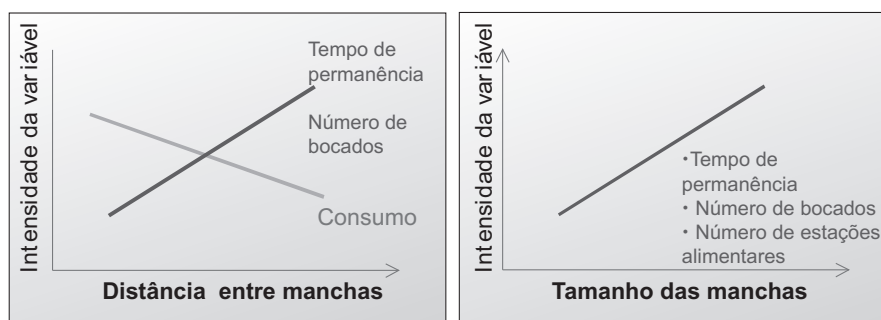 Intensidade da variável
Tempo de
permanência
Número de
bocados
Consumo
Distância entre manchas
Intensidade da variável
•Tempo de
permanência
• Número de bocados
• Número de estações
alimentares
Tamanho das manchas